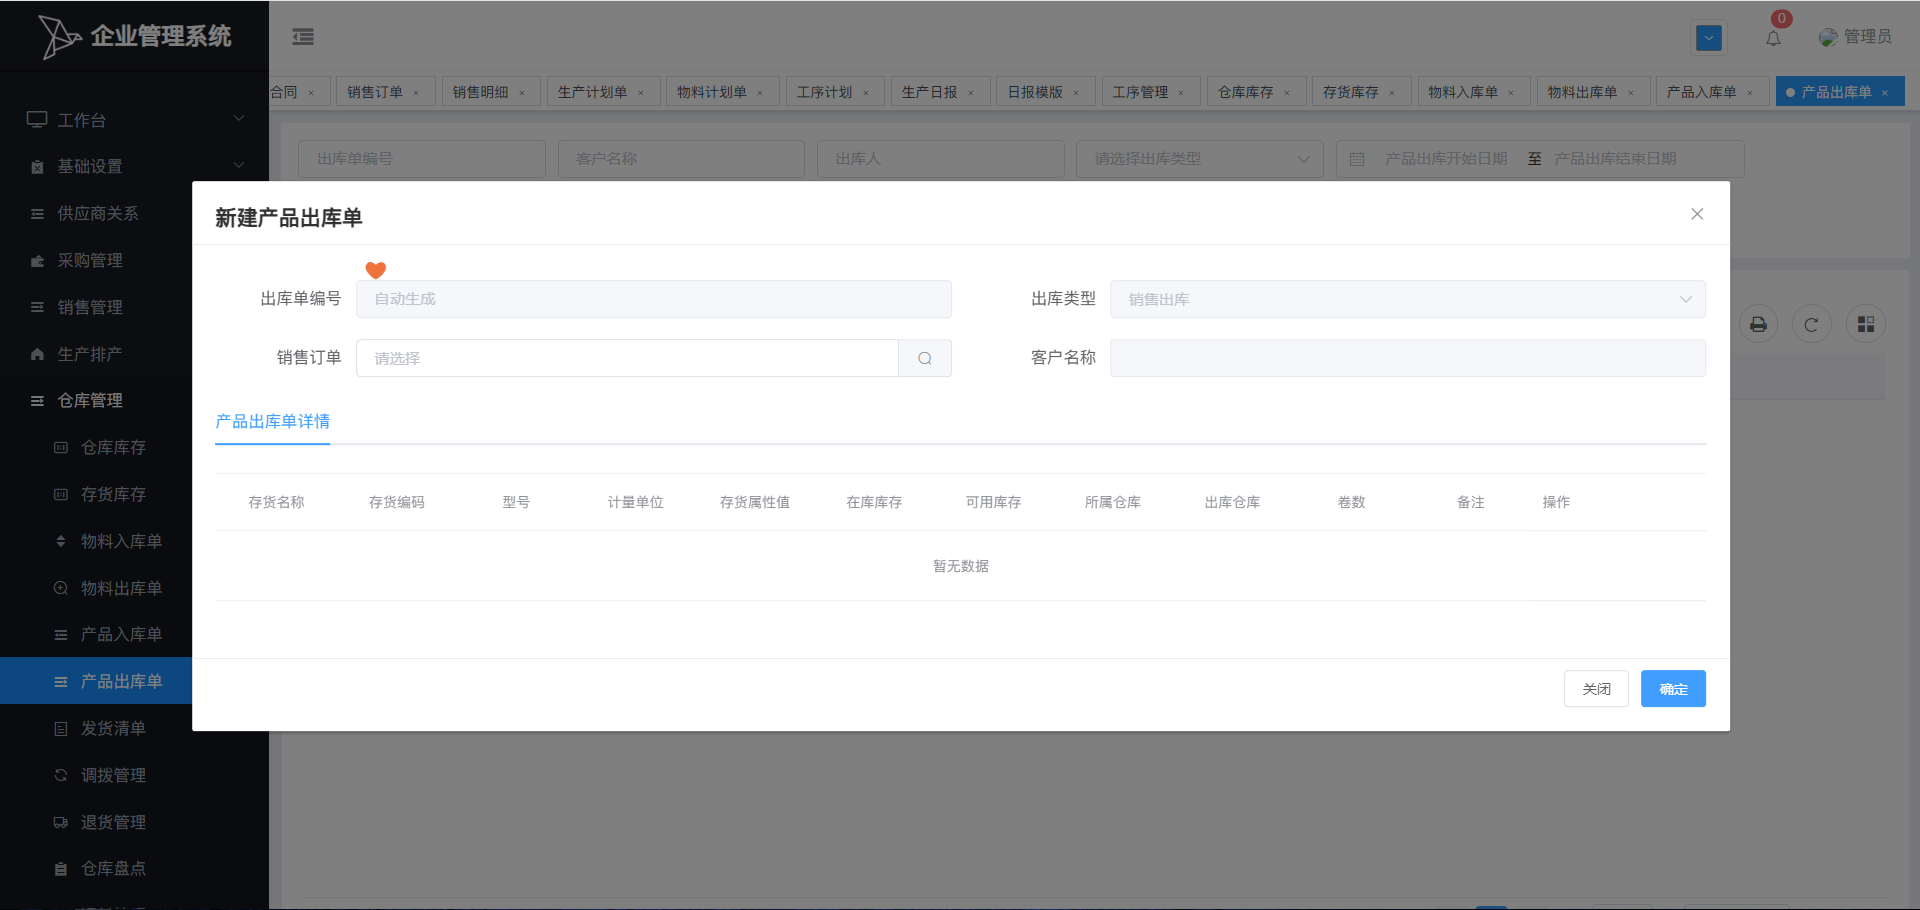 企业管理系统
0
管理员
合同 ×
销售订单 ×
销售明细 ×
生产计划单 ×
物料计划单 ×
工序计划 ×
生产日报 ×
日报模版 ×
工序管理 ×
仓库库存 ×
存货库存 ×
物料入库单 ×
物料出库单 ×
产品入库单 ×
产品出库单 ×
出库单编号
客户名称
出库人
请选择出库类型
产品出库开始日期 至 产品出库结束日期
工作台
基础设置
供应商关系
采购管理
销售管理
生产排产
仓库管理
仓库库存
存货库存
物料入库单
物料出库单
产品入库单
产品出库单
发货清单
调拨管理
退货管理
仓库盘点
新建产品出库单
出库单编号 自动生成
出库类型 销售出库
销售订单 请选择
客户名称
产品出库单详情
存货名称 存货编码 型号 计量单位 存货属性值 在库库存 可用库存 所属仓库 出库仓库 卷数 备注 操作
暂无数据
关闭 确定